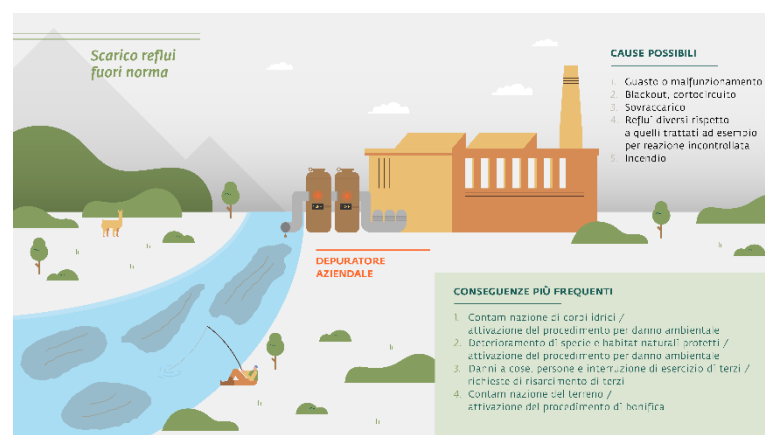 Scarico reflui
fuori norma
CAUSE POSSIBILI
1. Guasto o malfunzionamento
2. Blackout, cortocircuito
3. Sovraccarico
4. Reflui diversi rispetto
a quelli trattati ad esempio
per reazione incontrollata
5. Incendio
DEPURATORE
AZIENDALE
CONSEGUENZE PIÙ FREQUENTI
1. Contaminazione di corpi idrici /
attivazione del procedimento per danno ambientale
2. Deterioramento di specie e habitat naturali protetti /
attivazione del procedimento per danno ambientale
3. Danni a cose, persone e interruzione di esercizio di terzi /
richieste di risarcimento di terzi
4. Contaminazione del terreno /
attivazione del procedimento di bonifica